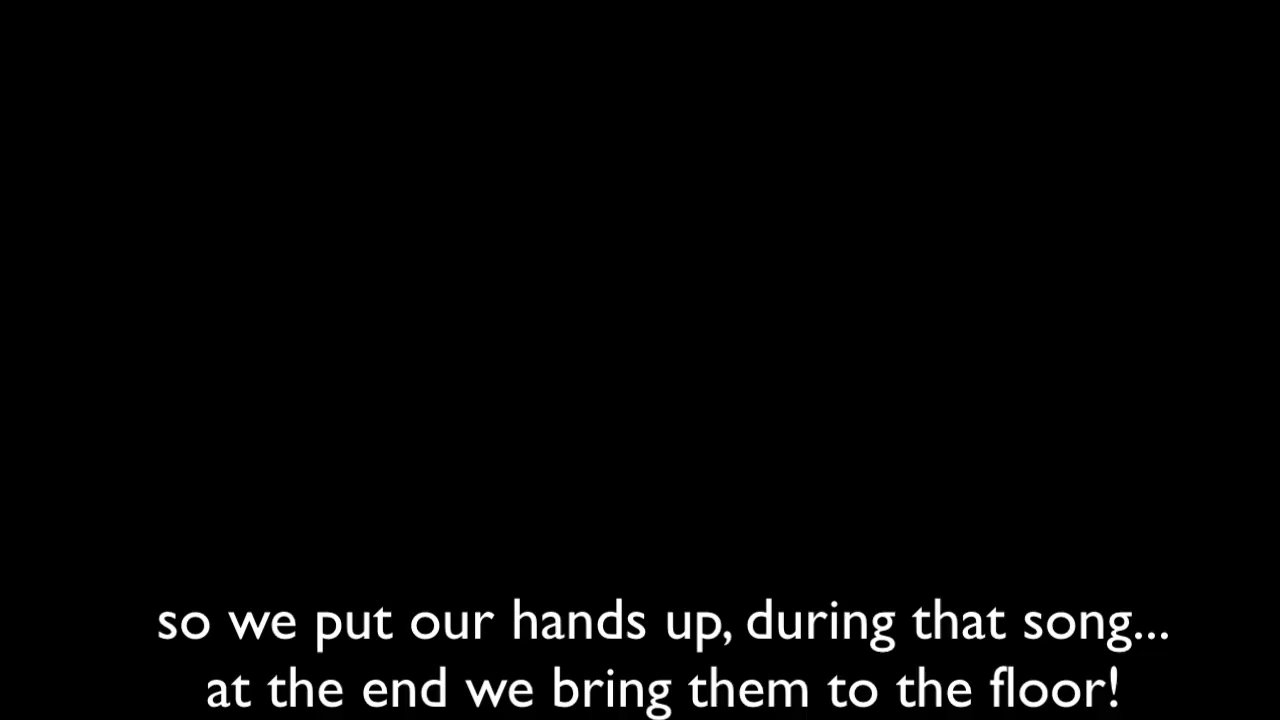 so we put our hands up, during that song...
at the end we bring them to the floor!